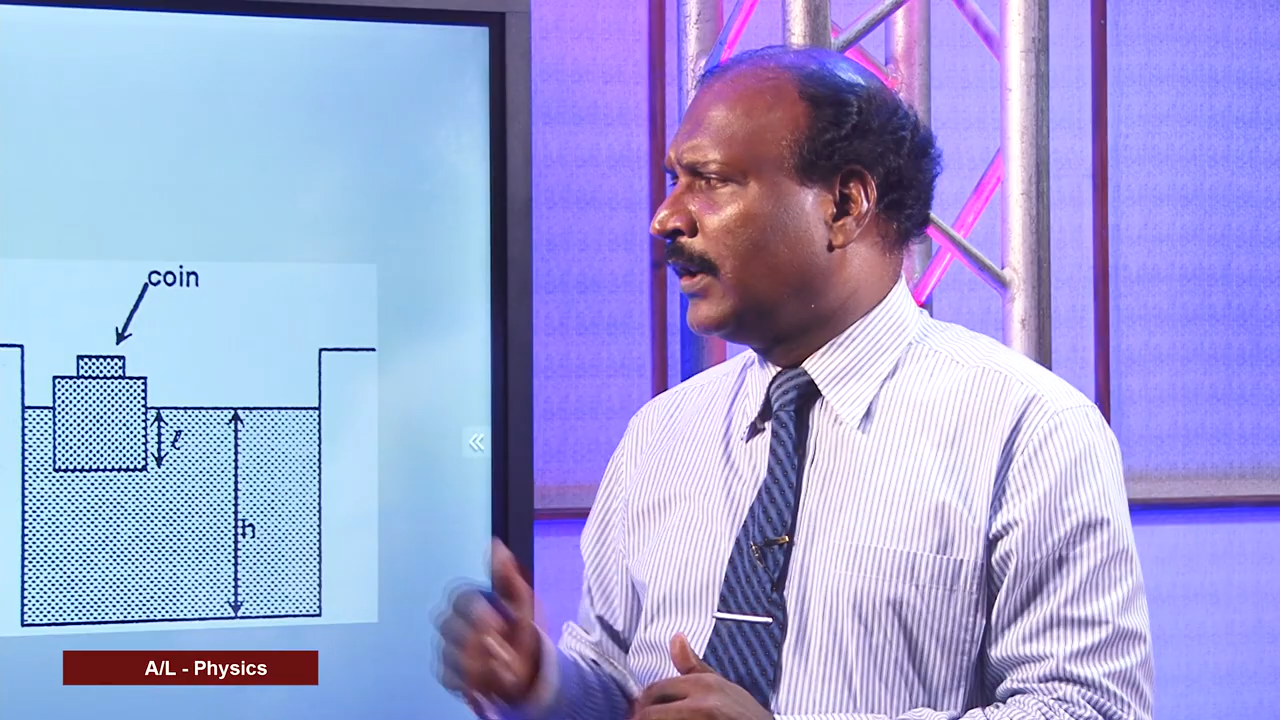 coin
ℓ
h
A/L - Physics